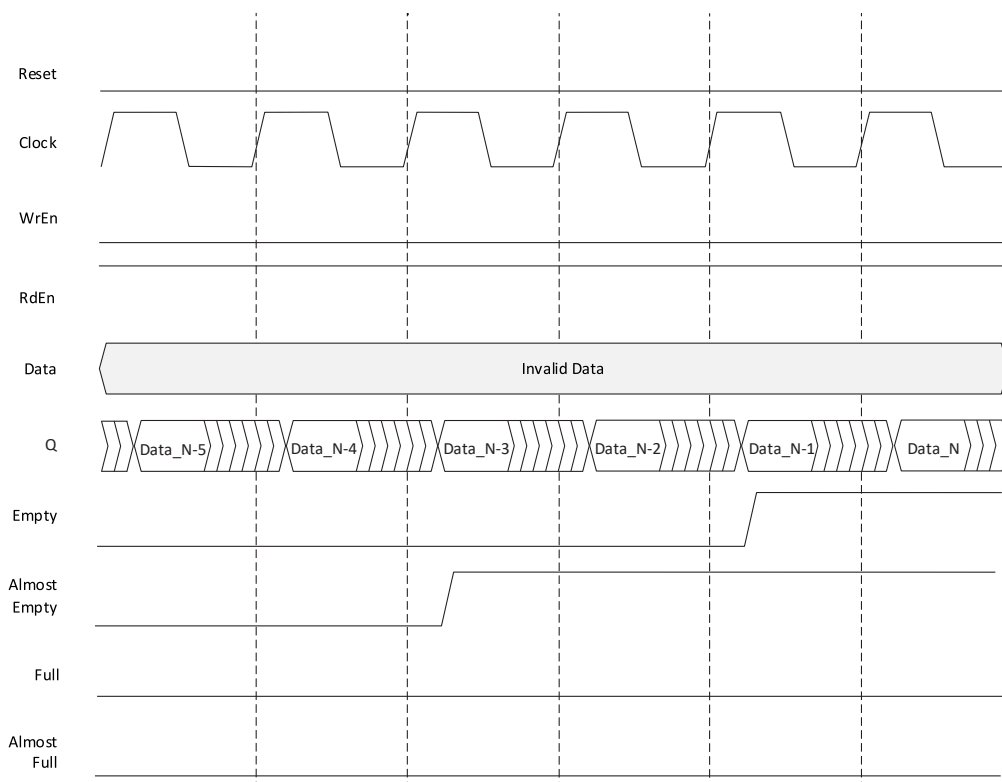 Reset
Clock
WrEn
RdEn
Data
Invalid Data
Q
Data_N-5
Data_N-4
Data_N-3
Data_N-2
Data_N-1
Data_N
Empty
Almost
Empty
Full
Almost
Full